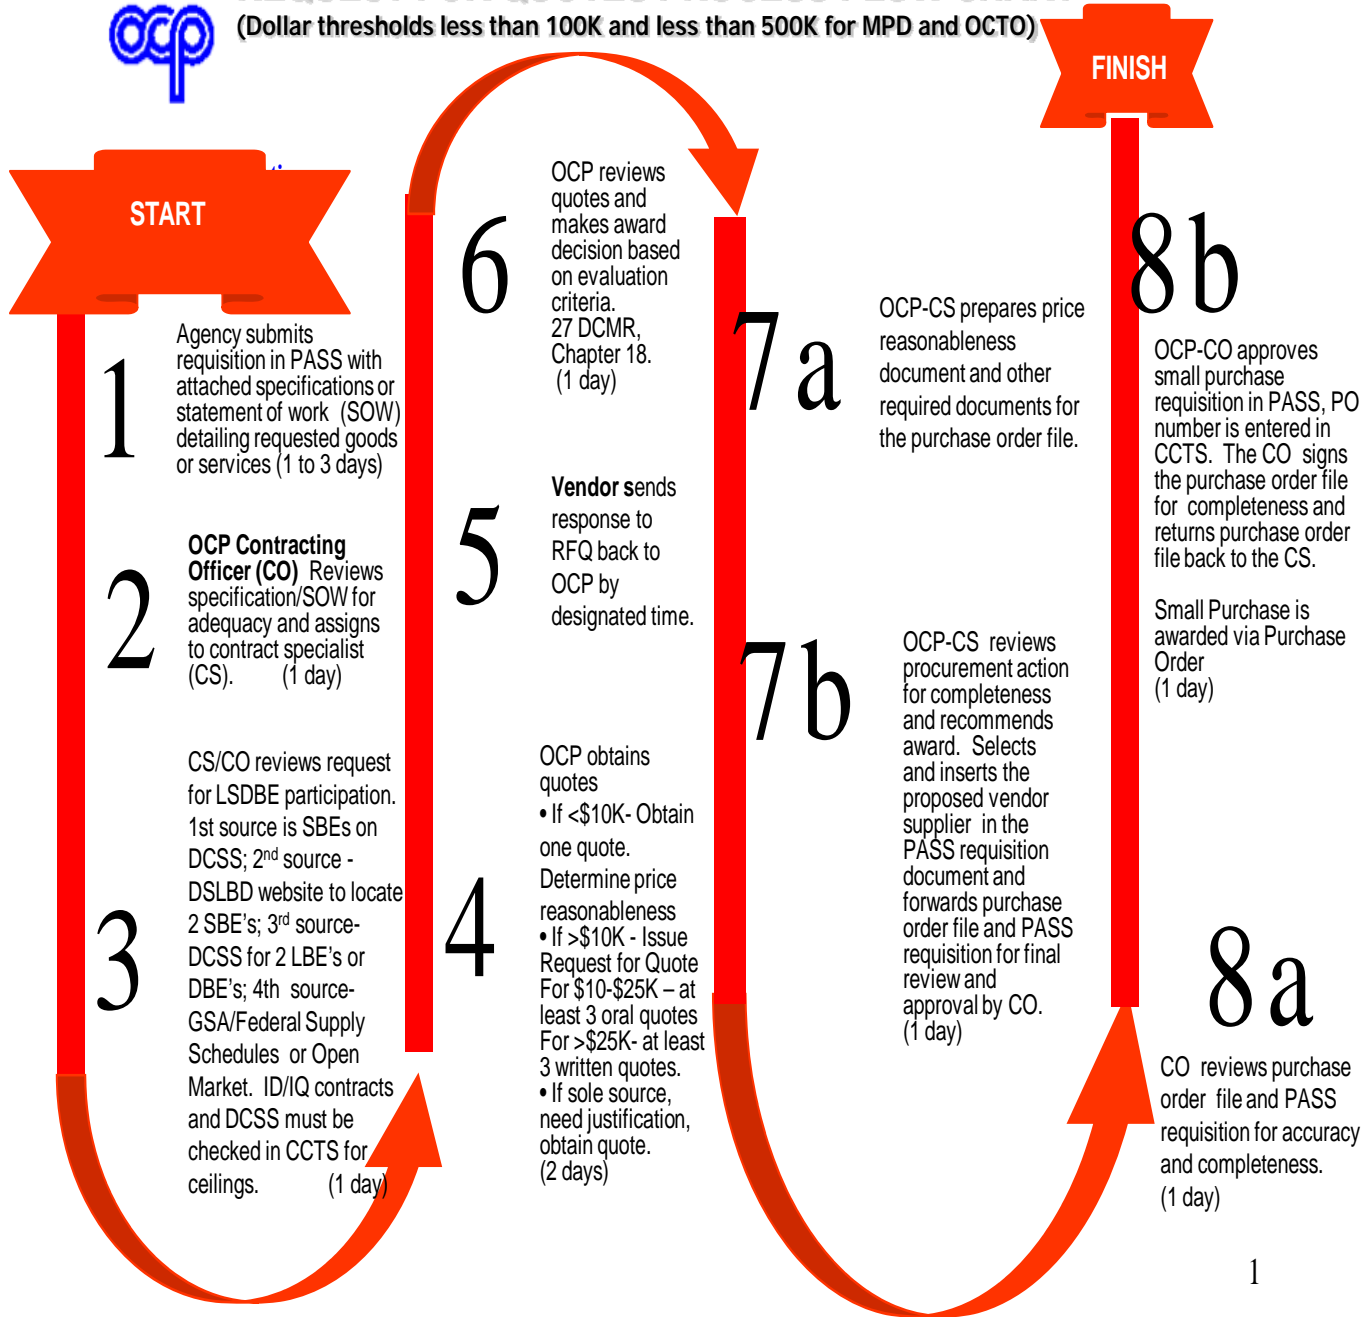 REQUEST FOR QUOTES PROCESS FLOW CHART
(Dollar thresholds less than 100K and less than 500K for MPD and OCTO)
ocp
START
1
Agency submits
requisition in PASS with
attached specifications or
statement of work (SOW)
detailing requested goods
or services (1 to 3 days)
2
OCP Contracting
Officer (CO) Reviews
specification/SOW for
adequacy and assigns
to contract specialist
(CS). (1 day)
3
CS/CO reviews request
for LSDBE participation.
1st source is SBEs on
DCSS; 2nd source -
DSLBD website to locate
2 SBE's; 3rd source-
DCSS for 2 LBE's or
DBE's; 4th source-
GSA/Federal Supply
Schedules or Open
Market. ID/IQ contracts
and DCSS must be
checked in CCTS for
ceilings. (1 day)
4
OCP obtains
quotes
• If <$10K- Obtain
one quote.
Determine price
reasonableness
• If >$10K - Issue
Request for Quote
For $10-$25K – at
least 3 oral quotes
For >$25K- at least
3 written quotes.
• If sole source,
need justification,
obtain quote.
(2 days)
5
Vendor sends
response to
RFQ back to
OCP by
designated time.
6
OCP reviews
quotes and
makes award
decision based
on evaluation
criteria.
27 DCMR,
Chapter 18.
(1 day)
7a
OCP-CS prepares price
reasonableness
document and other
required documents for
the purchase order file.
7b
OCP-CS reviews
procurement action
for completeness
and recommends
award. Selects
and inserts the
proposed vendor
supplier in the
PASS requisition
document and
forwards purchase
order file and PASS
requisition for final
review and
approval by CO.
(1 day)
8a
CO reviews purchase
order file and PASS
requisition for accuracy
and completeness.
(1 day)
8b
OCP-CO approves
small purchase
requisition in PASS, PO
number is entered in
CCTS. The CO signs
the purchase order file
for completeness and
returns purchase order
file back to the CS.
Small Purchase is
awarded via Purchase
Order
(1 day)
FINISH
1